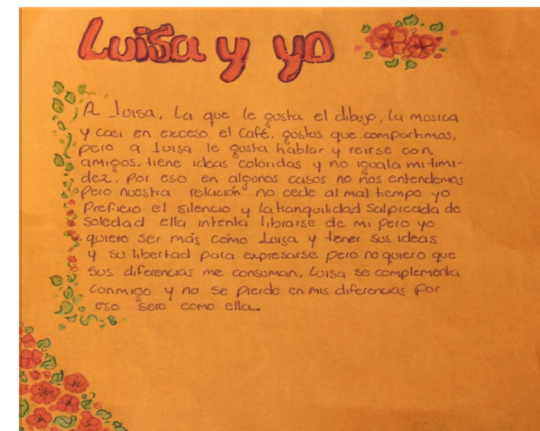 Luisa y yo
A luisa, La que le gusta el dibujo, La musica
y casi en exceso el café, gustos que compartimos,
pero a luisa le gusta hablar y reirse con
amigos, tiene ideas coloridas y no iguala mi timi-
dez. Por eso en algunos casos no nos entendemos
Pero nuestra relación no cede al mal tiempo yo
Prefiero el silencio y la tranquilidad salpicada de
Soledad ella intenta librarse de mi pero yo
quiero ser más como Luisa y tener sus ideas
y su libertad para expresarse pero no quiero que
sus diferencias me consuman, Luisa se complementa
conmigo y no se pierde en mis diferencias por
eso sere como ella.